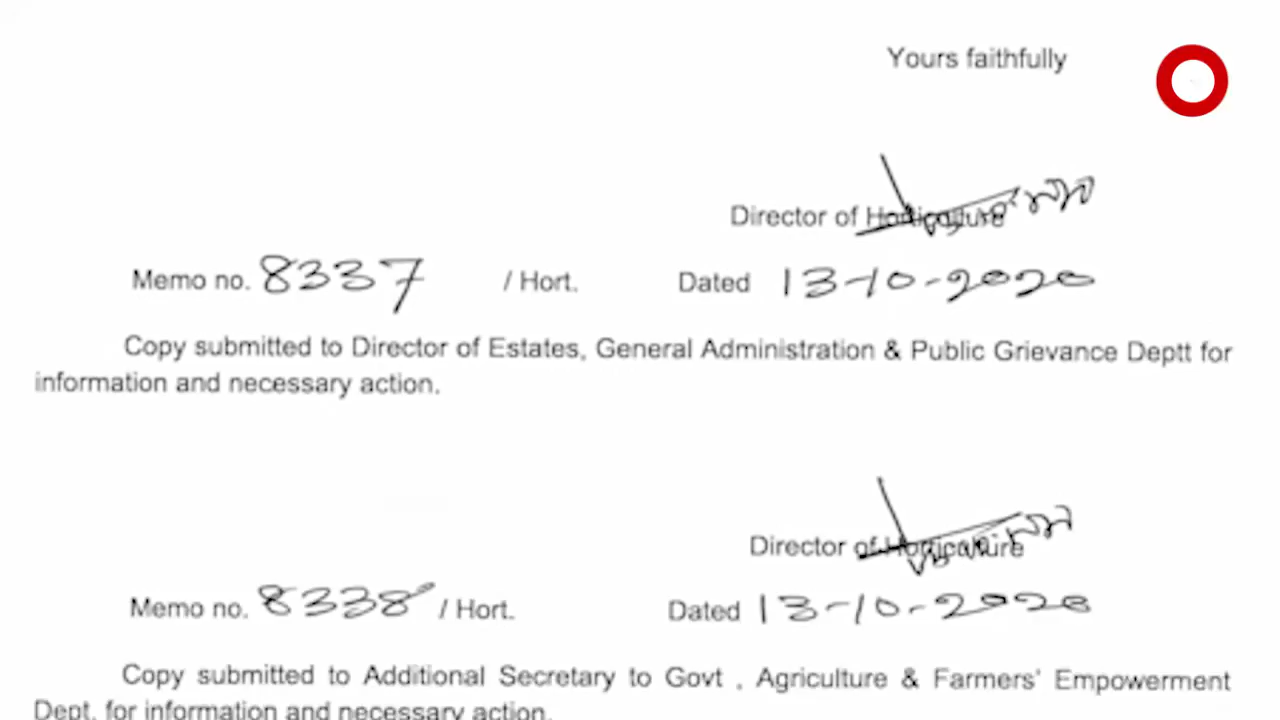 Yours faithfully
Director of Horticulture
Memo no. 8337 / Hort. Dated 13-10-2020
Copy submitted to Director of Estates, General Administration & Public Grievance Deptt for
information and necessary action.
Director of Horticulture
Memo no. 8338 / Hort. Dated 13-10-2020
Copy submitted to Additional Secretary to Govt , Agriculture & Farmers' Empowerment
Dept. for information and necessary action.